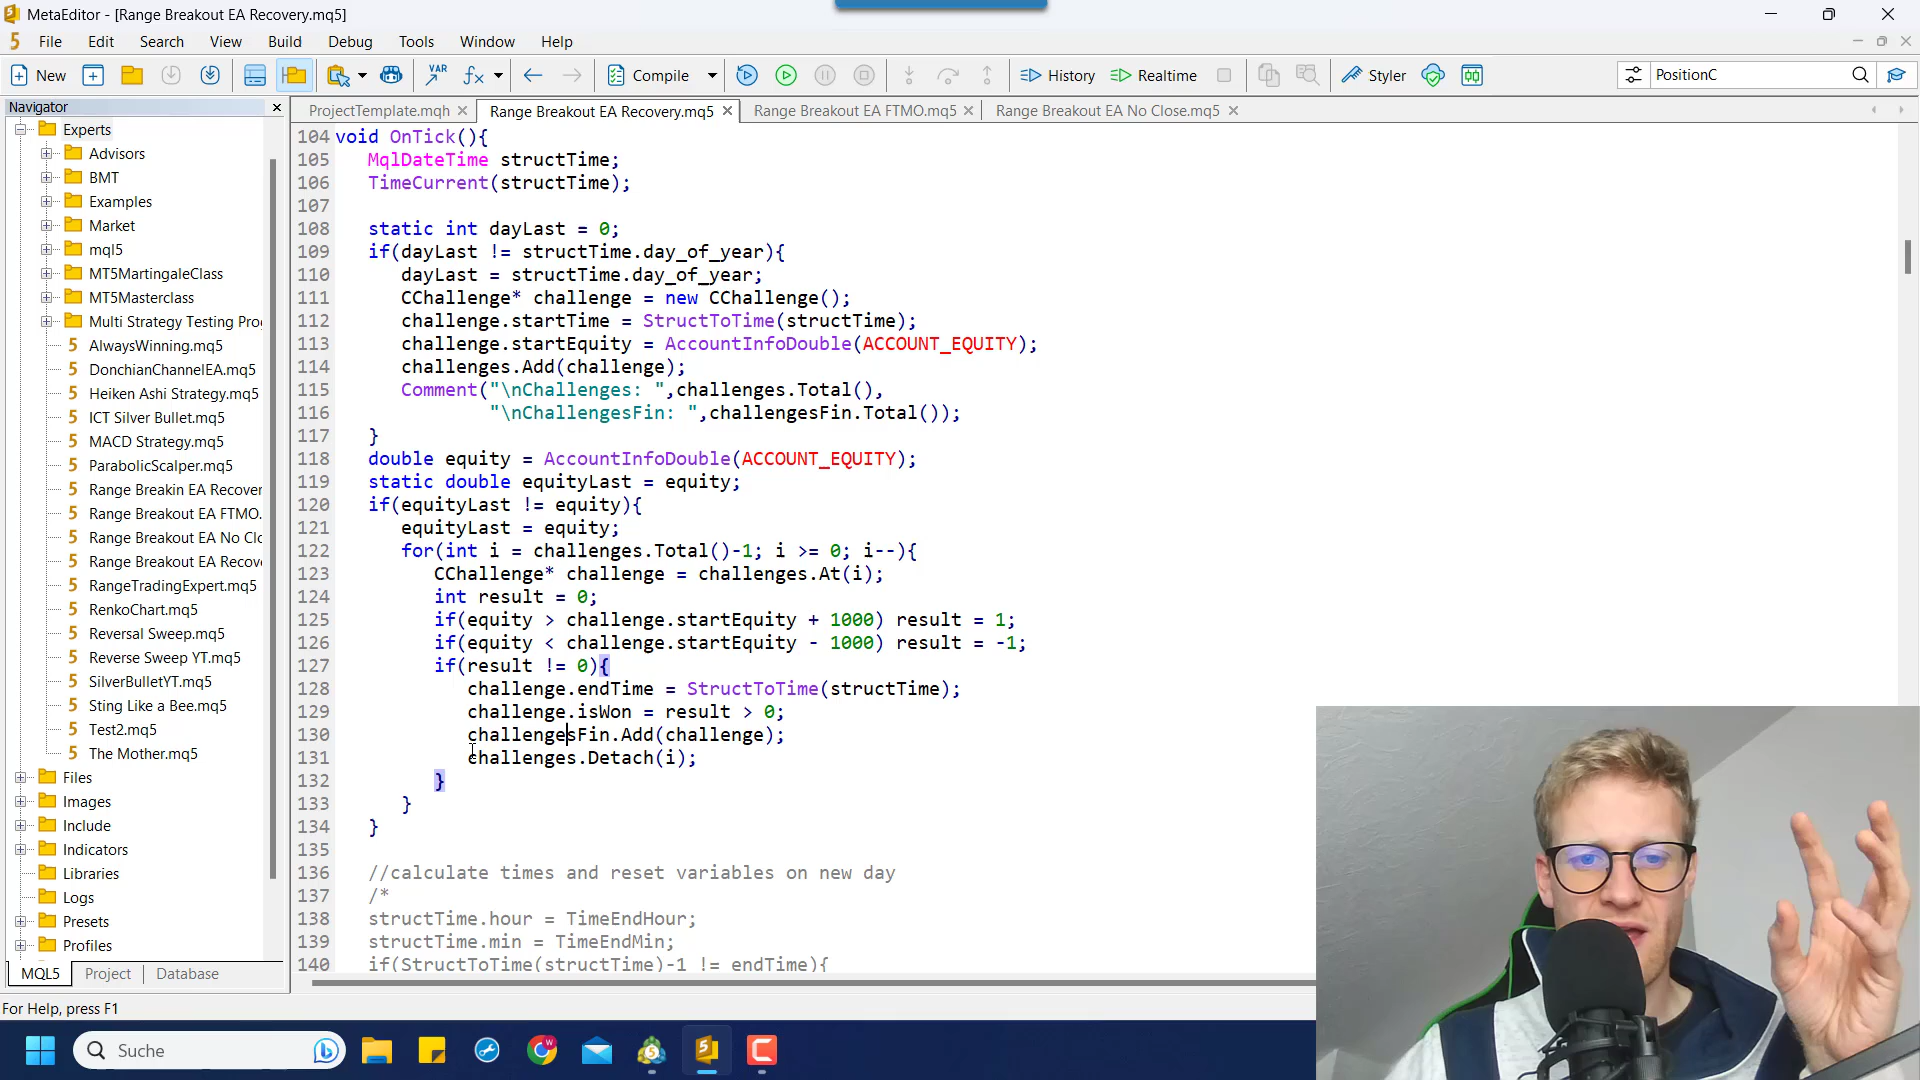 MetaEditor - [Range Breakout EA Recovery.mq5]
File Edit Search View Build Debug Tools Window Help
New Compile History Realtime Styler PositionC
Navigator
ProjectTemplate.mqh Range Breakout EA Recovery.mq5 Range Breakout EA FTMO.mq5 Range Breakout EA No Close.mq5
Experts
Advisors
BMT
Examples
Market
mql5
MT5MartingaleClass
MT5Masterclass
Multi Strategy Testing Pro
AlwaysWinning.mq5
DonchianChannelEA.mq5
Heiken Ashi Strategy.mq5
ICT Silver Bullet.mq5
MACD Strategy.mq5
ParabolicScalper.mq5
Range Breakin EA Recover
Range Breakout EA FTMO.
Range Breakout EA No Clo
Range Breakout EA Recov
RangeTradingExpert.mq5
RenkoChart.mq5
Reversal Sweep.mq5
Reverse Sweep YT.mq5
SilverBulletYT.mq5
Sting Like a Bee.mq5
Test2.mq5
The Mother.mq5
Files
Images
Include
Indicators
Libraries
Logs
Presets
Profiles
MQL5 Project Database
104 void OnTick(){
105 MqlDateTime structTime;
106 TimeCurrent(structTime);
107
108 static int dayLast = 0;
109 if(dayLast != structTime.day_of_year){
110 dayLast = structTime.day_of_year;
111 CChallenge* challenge = new CChallenge();
112 challenge.startTime = StructToTime(structTime);
113 challenge.startEquity = AccountInfoDouble(ACCOUNT_EQUITY);
114 challenges.Add(challenge);
115 Comment("\nChallenges: ",challenges.Total(),
116 "\nChallengesFin: ",challengesFin.Total());
117 }
118 double equity = AccountInfoDouble(ACCOUNT_EQUITY);
119 static double equityLast = equity;
120 if(equityLast != equity){
121 equityLast = equity;
122 for(int i = challenges.Total()-1; i >= 0; i--){
123 CChallenge* challenge = challenges.At(i);
124 int result = 0;
125 if(equity > challenge.startEquity + 1000) result = 1;
126 if(equity < challenge.startEquity - 1000) result = -1;
127 if(result != 0){
128 challenge.endTime = StructToTime(structTime);
129 challenge.isWon = result > 0;
130 challengesFin.Add(challenge);
131 challenges.Detach(i);
132 }
133 }
134 }
135
136 //calculate times and reset variables on new day
137 /*
138 structTime.hour = TimeEndHour;
139 structTime.min = TimeEndMin;
140 if(StructToTime(structTime)-1 != endTime){
For Help, press F1
Suche